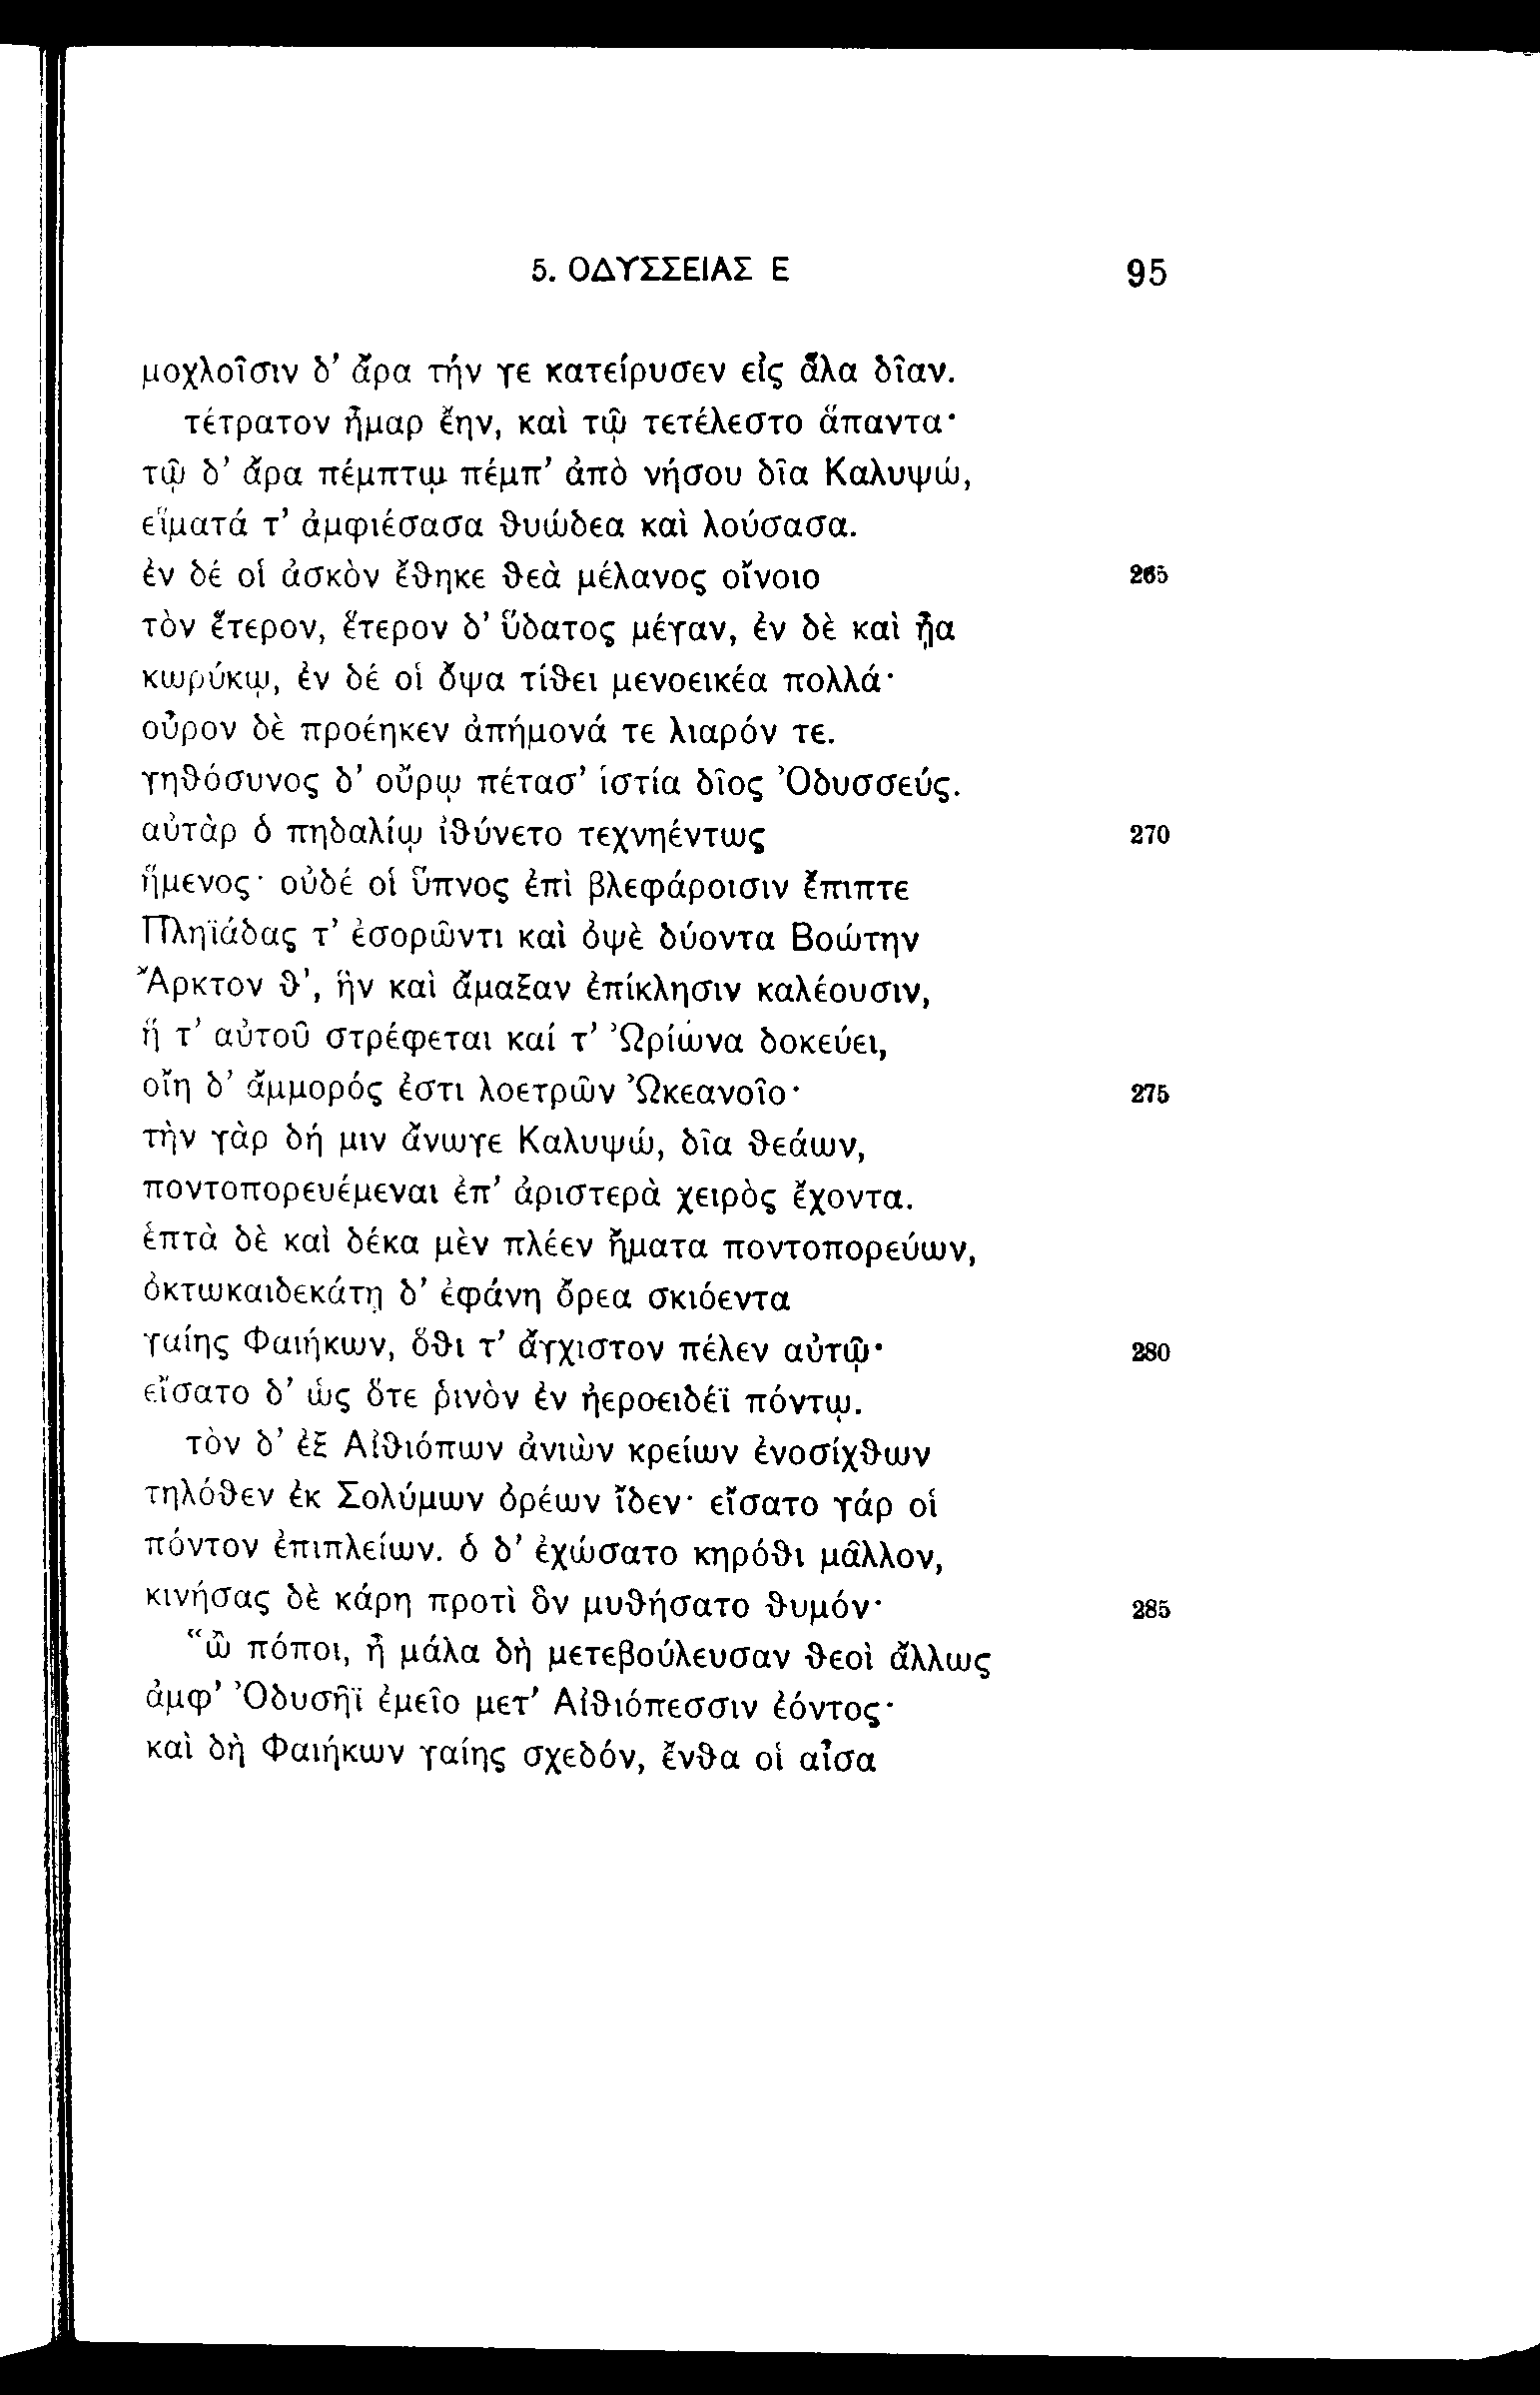 5. ΟΔΥΣΣΕΙΑΣ Ε 95
μοχλοῖσιν δ’ ἄρα τήν γε κατείρυσεν εἰς ἅλα δῖαν.
τέτρατον ἦμαρ ἔην, καὶ τῷ τετέλεστο ἅπαντα·
τῷ δ’ ἄρα πέμπτῳ πέμπ’ ἀπὸ νήσου δῖα Καλυψώ,
εἵματά τ’ ἀμφιέσασα θυώδεα καὶ λούσασα.
ἐν δέ οἱ ἀσκὸν ἔθηκε θεὰ μέλανος οἴνοιο 265
τὸν ἕτερον, ἕτερον δ’ ὕδατος μέγαν, ἐν δὲ καὶ ᾖα
κωρύκῳ, ἐν δέ οἱ ὄψα τίθει μενοεικέα πολλά·
οὖρον δὲ προέηκεν ἀπήμονά τε λιαρόν τε.
γηθόσυνος δ’ οὔρῳ πέτασ’ ἱστία δῖος Ὀδυσσεύς.
αὐτὰρ ὁ πηδαλίῳ ἰθύνετο τεχνηέντως 270
ἥμενος· οὐδέ οἱ ὕπνος ἐπὶ βλεφάροισιν ἔπιπτε
Πληϊάδας τ’ ἐσορῶντι καὶ ὀψὲ δύοντα Βοώτην
Ἄρκτον θ’, ἣν καὶ ἄμαξαν ἐπίκλησιν καλέουσιν,
ἥ τ’ αὐτοῦ στρέφεται καί τ’ Ὠρίωνα δοκεύει,
οἴη δ’ ἄμμορός ἐστι λοετρῶν Ὠκεανοῖο· 275
τὴν γὰρ δή μιν ἄνωγε Καλυψώ, δῖα θεάων,
ποντοπορευέμεναι ἐπ’ ἀριστερὰ χειρὸς ἔχοντα.
ἑπτὰ δὲ καὶ δέκα μὲν πλέεν ἤματα ποντοπορεύων,
ὀκτωκαιδεκάτῃ δ’ ἐφάνη ὄρεα σκιόεντα
γαίης Φαιήκων, ὅθι τ’ ἄγχιστον πέλεν αὐτῷ· 280
εἴσατο δ’ ὡς ὅτε ῥινὸν ἐν ἠεροειδέϊ πόντῳ.
τὸν δ’ ἐξ Αἰθιόπων ἀνιὼν κρείων ἐνοσίχθων
τηλόθεν ἐκ Σολύμων ὀρέων ἴδεν· εἴσατο γάρ οἱ
πόντον ἐπιπλείων. ὁ δ’ ἐχώσατο κηρόθι μᾶλλον,
κινήσας δὲ κάρη προτὶ ὃν μυθήσατο θυμόν· 285
“ὢ πόποι, ἦ μάλα δὴ μετεβούλευσαν θεοὶ ἄλλως
ἀμφ’ Ὀδυσῆϊ ἐμεῖο μετ’ Αἰθιόπεσσιν ἐόντος·
καὶ δὴ Φαιήκων γαίης σχεδόν, ἔνθα οἱ αἶσα